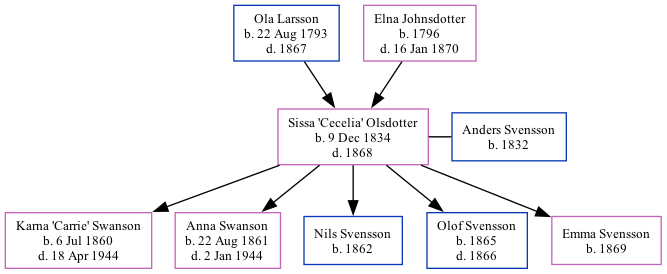 Ola Larsson
b. 22 Aug 1793
d. 1867
Elna Johnsdotter
b. 1796
d. 16 Jan 1870
Sissa 'Cecelia' Olsdotter
b. 9 Dec 1834
d. 1868
Anders Svensson
b. 1832
Karna 'Carrie' Swanson
b. 6 Jul 1860
d. 18 Apr 1944
Anna Swanson
b. 22 Aug 1861
d. 2 Jan 1944
Nils Svensson
b. 1862
Olof Svensson
b. 1865
d. 1866
Emma Svensson
b. 1869